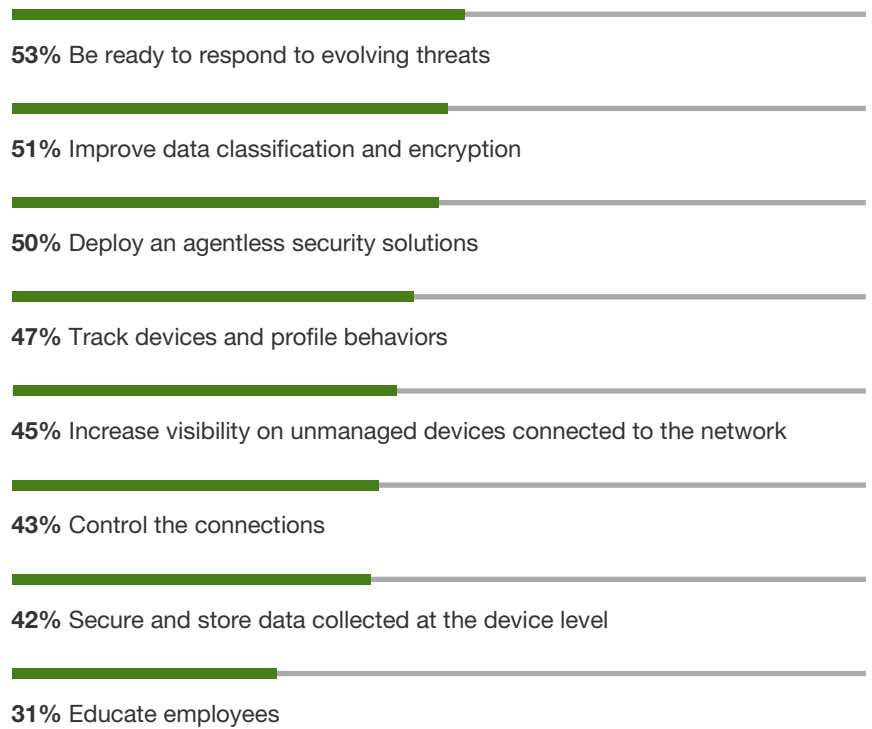 53% Be ready to respond to evolving threats
51% Improve data classification and encryption
50% Deploy an agentless security solutions
47% Track devices and profile behaviors
45% Increase visibility on unmanaged devices connected to the network
43% Control the connections
42% Secure and store data collected at the device level
31% Educate employees